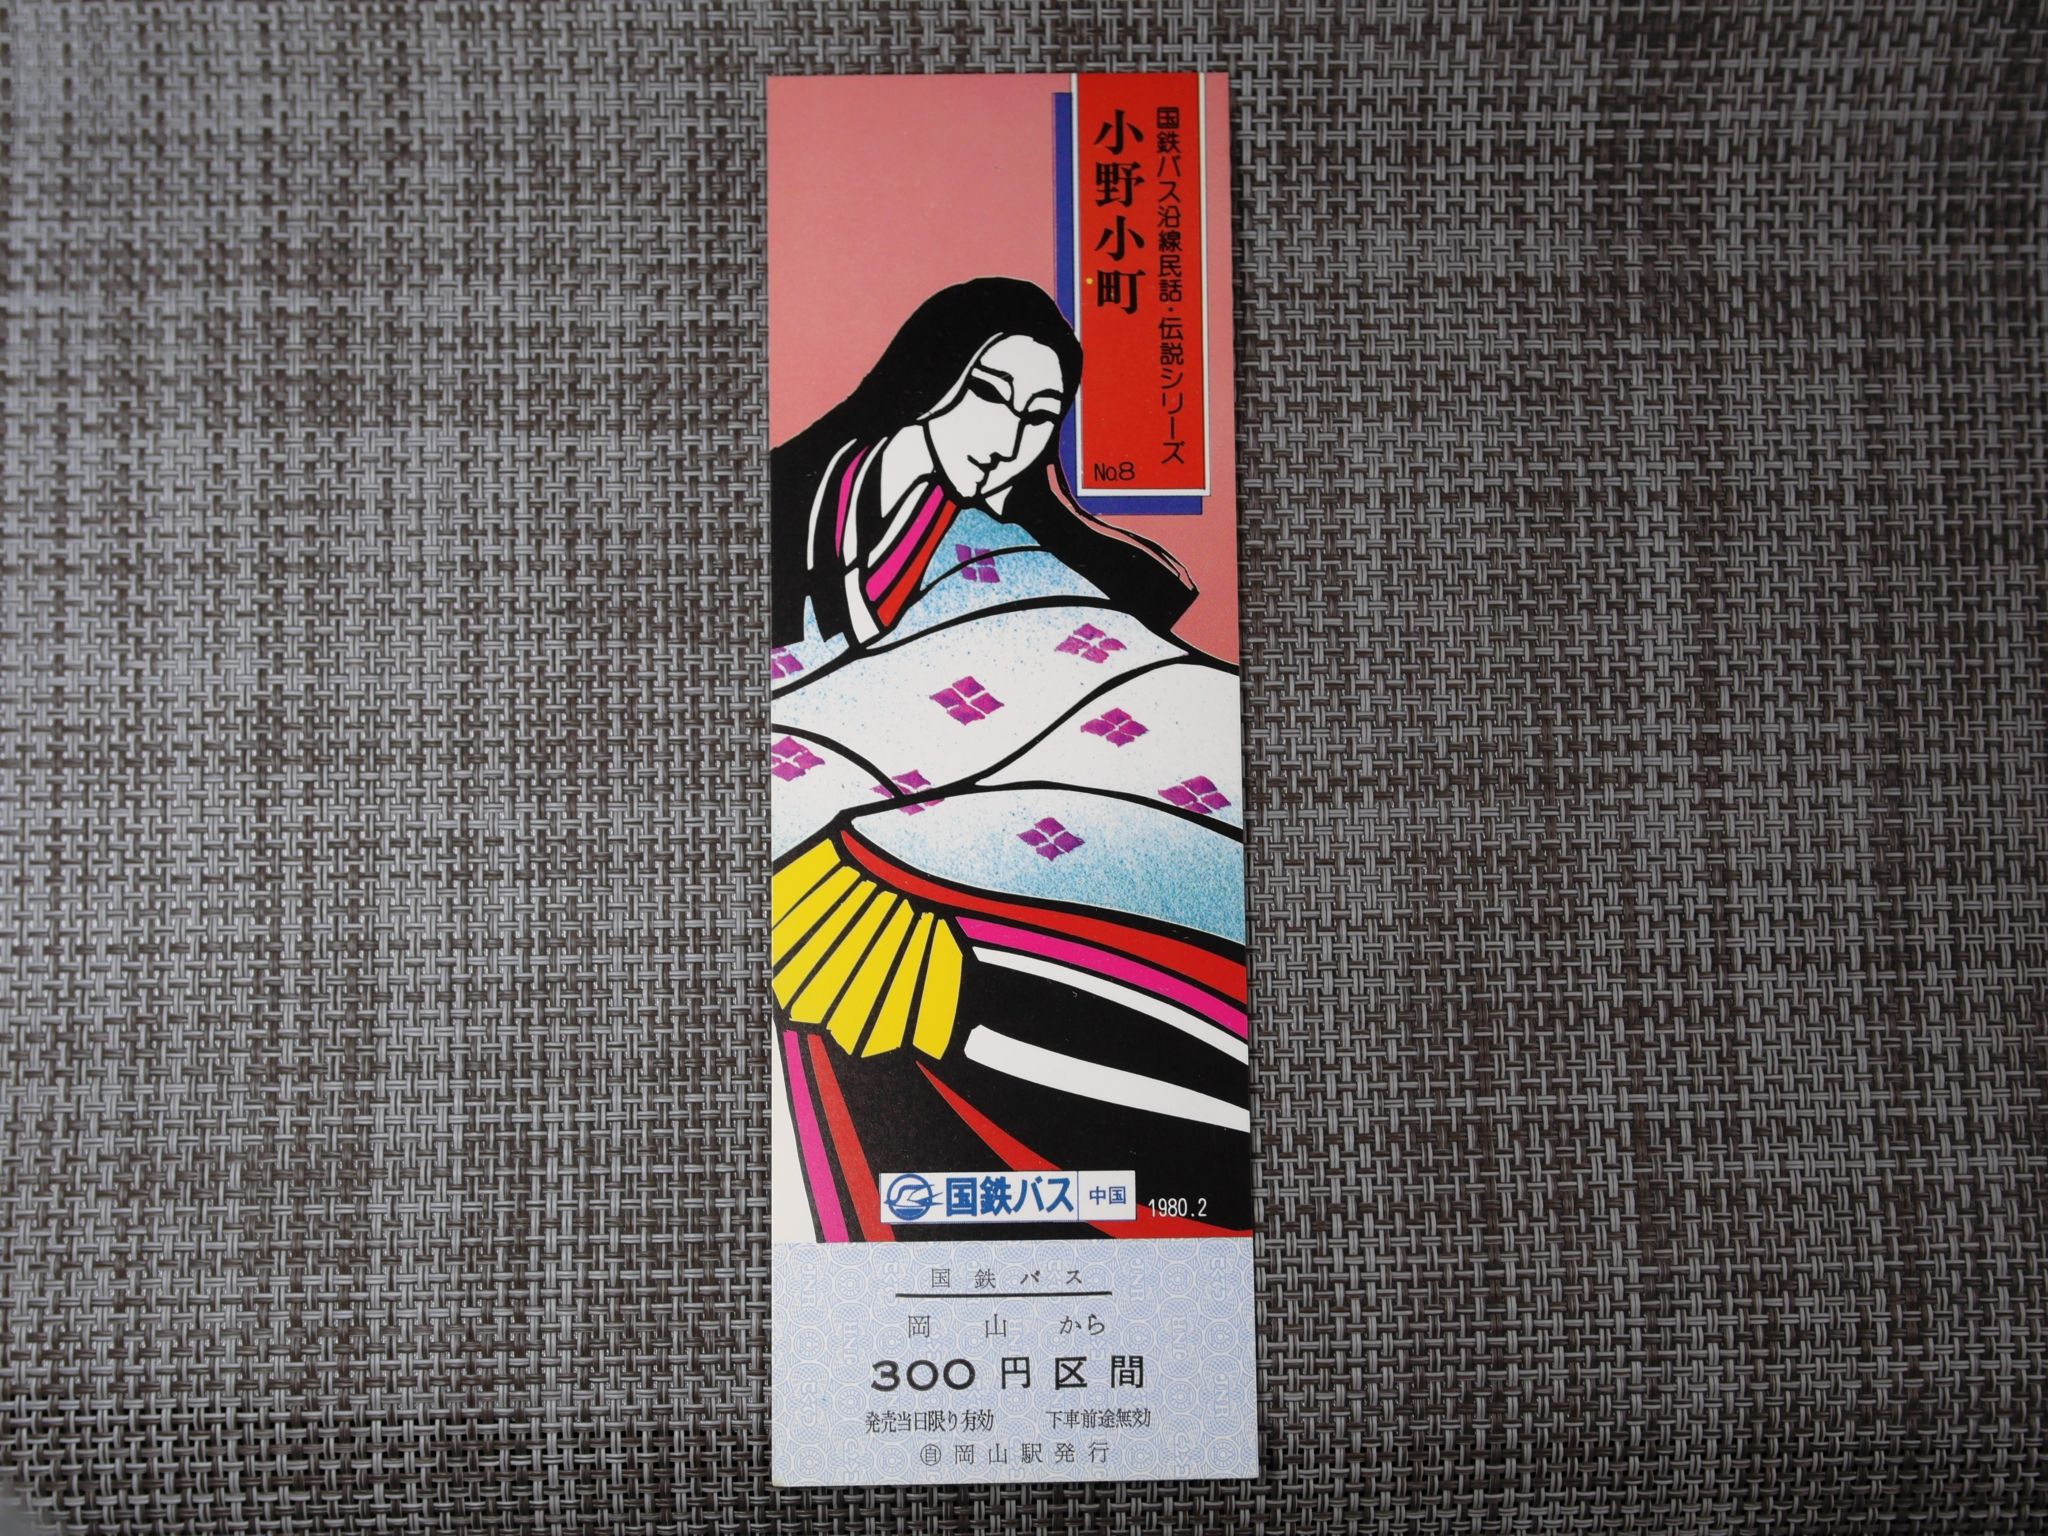 国鉄バス沿線民話・伝説シリーズ
小野小町
No.8
国鉄バス 中国 1980.2
国鉄バス
岡山から
300円区間
発売当日限り有効 下車前途無効
㊀岡山駅発行